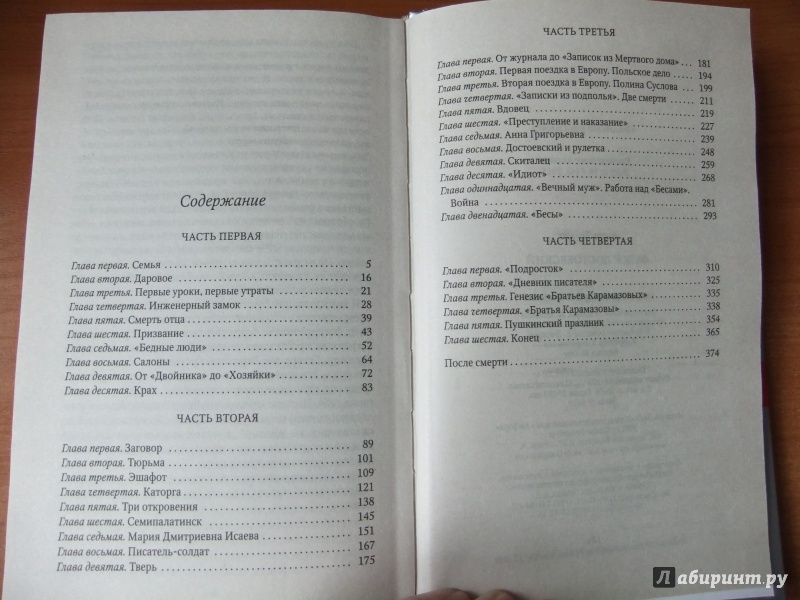 Содержание
ЧАСТЬ ПЕРВАЯ
Глава первая. Семья 5
Глава вторая. Даровое 16
Глава третья. Первые уроки, первые утраты 21
Глава четвертая. Инженерный замок 28
Глава пятая. Смерть отца 39
Глава шестая. Призвание 43
Глава седьмая. «Бедные люди» 52
Глава восьмая. Салоны 64
Глава девятая. От «Двойника» до «Хозяйки» 72
Глава десятая. Крах 83
ЧАСТЬ ВТОРАЯ
Глава первая. Заговор 89
Глава вторая. Тюрьма 101
Глава третья. Эшафот 109
Глава четвертая. Каторга 121
Глава пятая. Три откровения 138
Глава шестая. Семипалатинск 145
Глава седьмая. Мария Дмитриевна Исаева 151
Глава восьмая. Писатель-солдат 167
Глава девятая. Тверь 175
ЧАСТЬ ТРЕТЬЯ
Глава первая. От журнала до «Записок из Мертвого дома» 181
Глава вторая. Первая поездка в Европу. Польское дело 194
Глава третья. Вторая поездка в Европу. Полина Суслова 199
Глава четвертая. «Записки из подполья». Две смерти 211
Глава пятая. Вдовец 219
Глава шестая. «Преступление и наказание» 227
Глава седьмая. Анна Григорьевна 239
Глава восьмая. Достоевский и рулетка 248
Глава девятая. Скиталец 259
Глава десятая. «Идиот» 268
Глава одиннадцатая. «Вечный муж». Работа над «Бесами».
Война 281
Глава двенадцатая. «Бесы» 293
ЧАСТЬ ЧЕТВЕРТАЯ
Глава первая. «Подросток» 310
Глава вторая. «Дневник писателя» 325
Глава третья. Генезис «Братьев Карамазовых» 335
Глава четвертая. «Братья Карамазовы» 338
Глава пятая. Пушкинский праздник 354
Глава шестая. Конец 365
После смерти 374
Лабиринт.ру